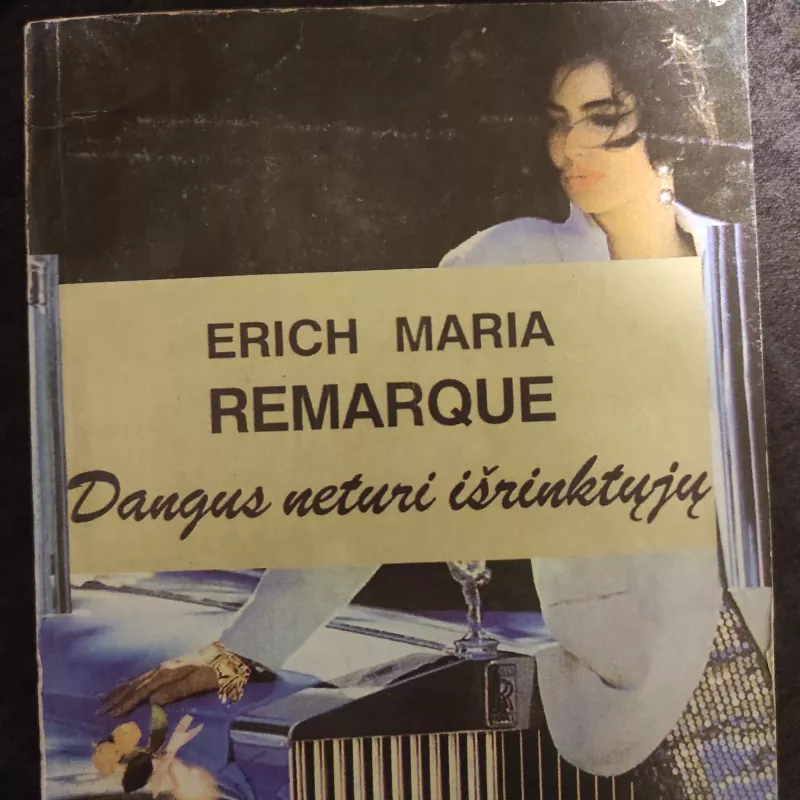 ERICH MARIA
REMARQUE
Dangus neturi išrinktųjų
R